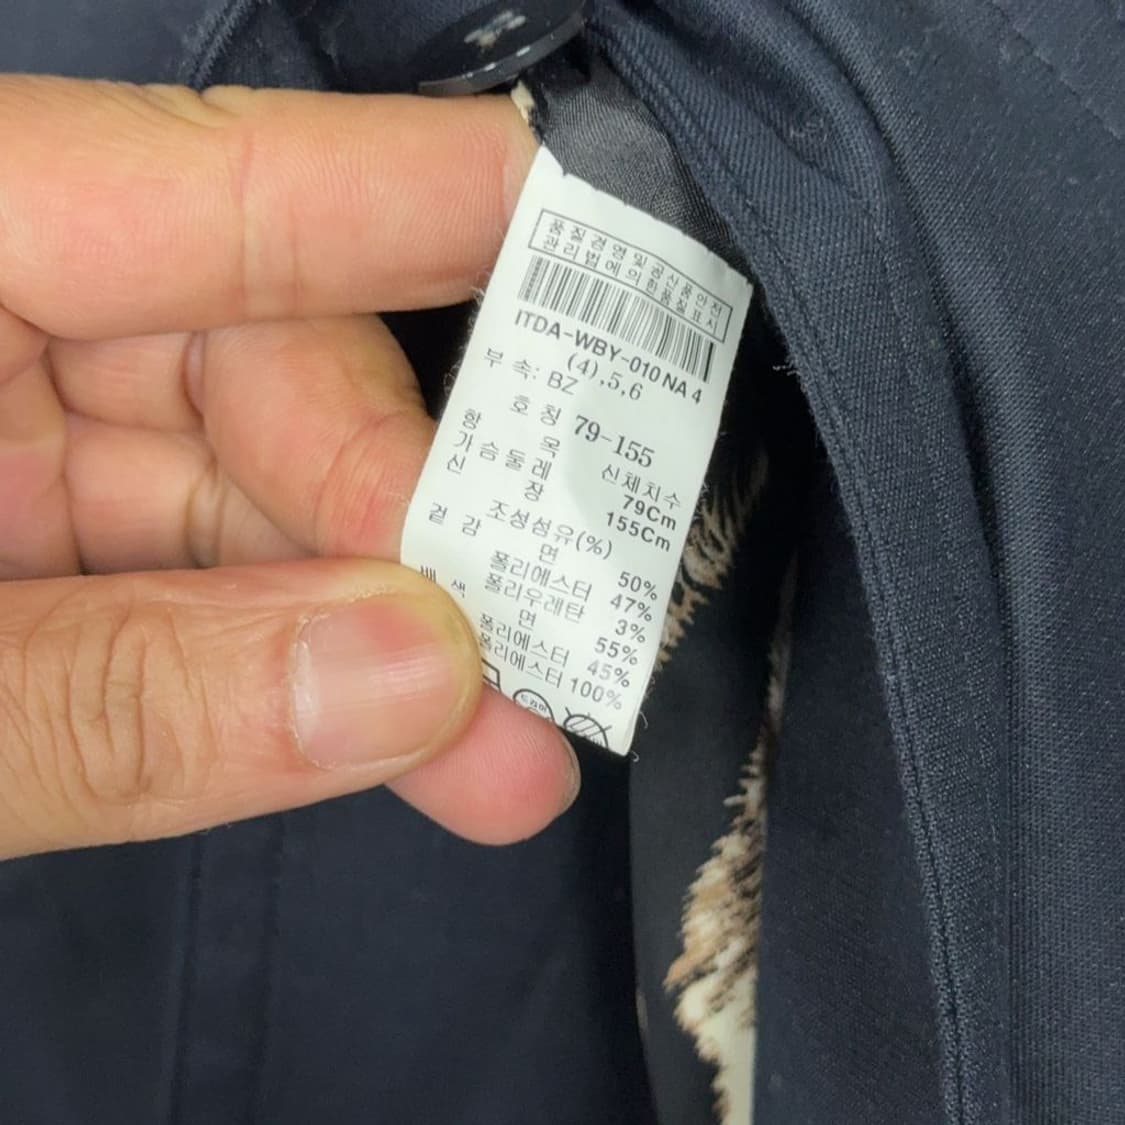 품질경영및공산품안전
관리법에의한품질표시
ITDA-WBY-010 NA 4
(4),5,6
부 속: BZ
호 칭 79-155
항 목 신체치수
가 슴 둘 레 79Cm
신 장 155Cm
조성섬유(%)
겉 감 면 50%
폴리에스터 47%
폴리우레탄 3%
배 색 면 55%
폴리에스터 45%
폴리에스터 100%
드라이